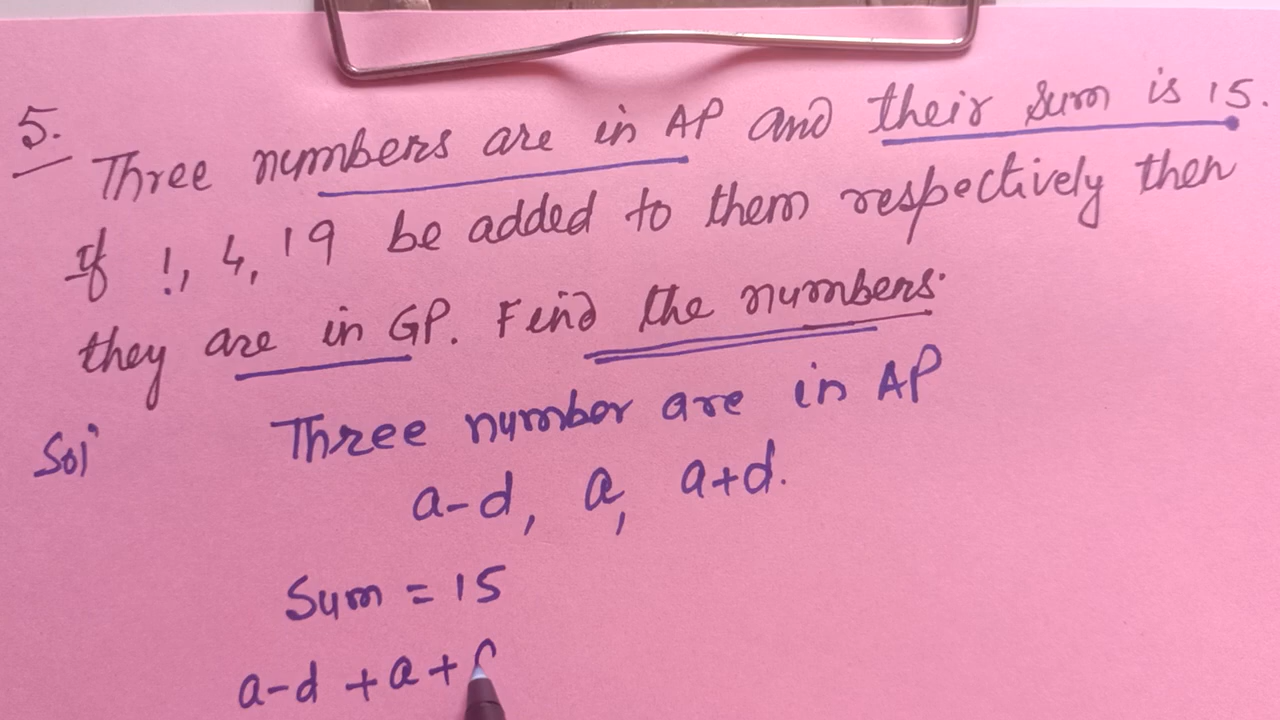 5.
Three numbers are in AP and their sum is 15.
If 1, 4, 19 be added to them respectively then
they are in GP. Find the numbers.
Sol
Three number are in AP
a-d, a, a+d.
Sum = 15
a-d + a +